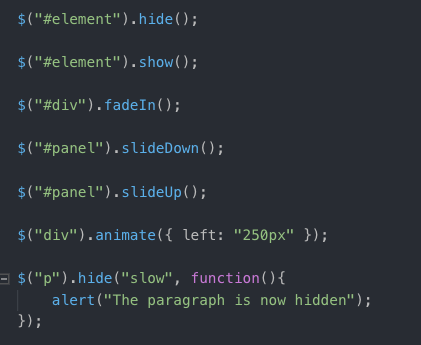 $("#element").hide();
$("#element").show();
$("#div").fadeIn();
$("#panel").slideDown();
$("#panel").slideUp();
$("div").animate({ left: "250px" });
$("p").hide("slow", function(){
    alert("The paragraph is now hidden");
});